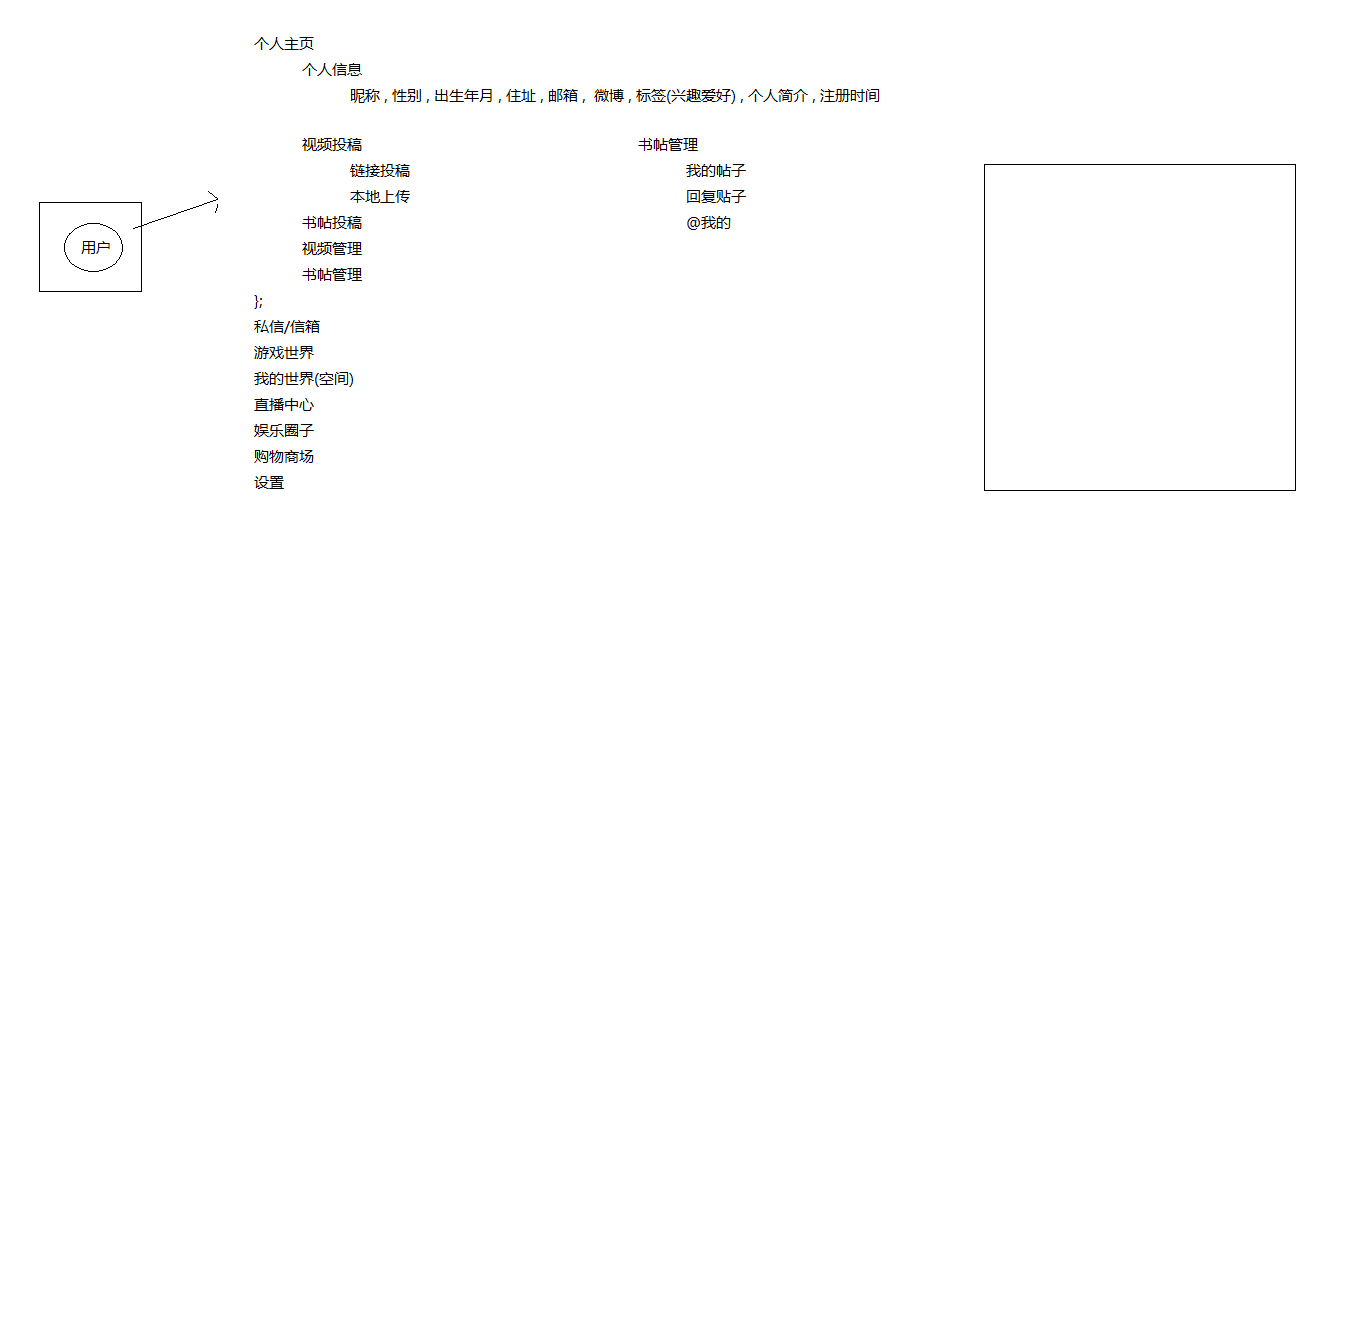 个人主页
个人信息
昵称 , 性别 , 出生年月 , 住址 , 邮箱 , 微博 , 标签(兴趣爱好) , 个人简介 , 注册时间
视频投稿
链接投稿
本地上传
书帖投稿
视频管理
书帖管理
};
私信/信箱
游戏世界
我的世界(空间)
直播中心
娱乐圈子
购物商场
设置
书帖管理
我的帖子
回复贴子
@我的
用户